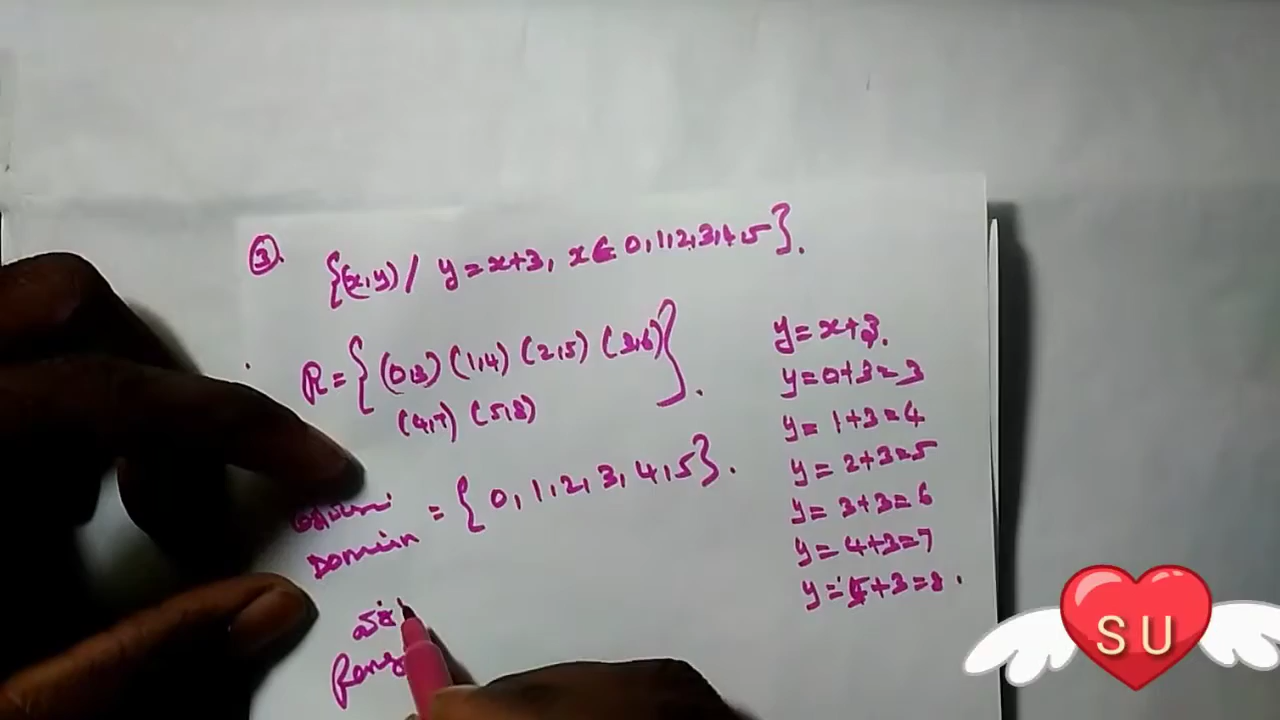 ③.
{(x,y) / y=x+3, x∈ 0,1,2,3,4,5}.
R = { (0,3) (1,4) (2,5) (3,6)
(4,7) (5,8) }.
Domain = { 0, 1, 2, 3, 4, 5}.
y = x+3.
y = 0+3=3
y = 1+3=4
y = 2+3=5
y = 3+3=6
y = 4+3=7
y = 5+3=8.
S U